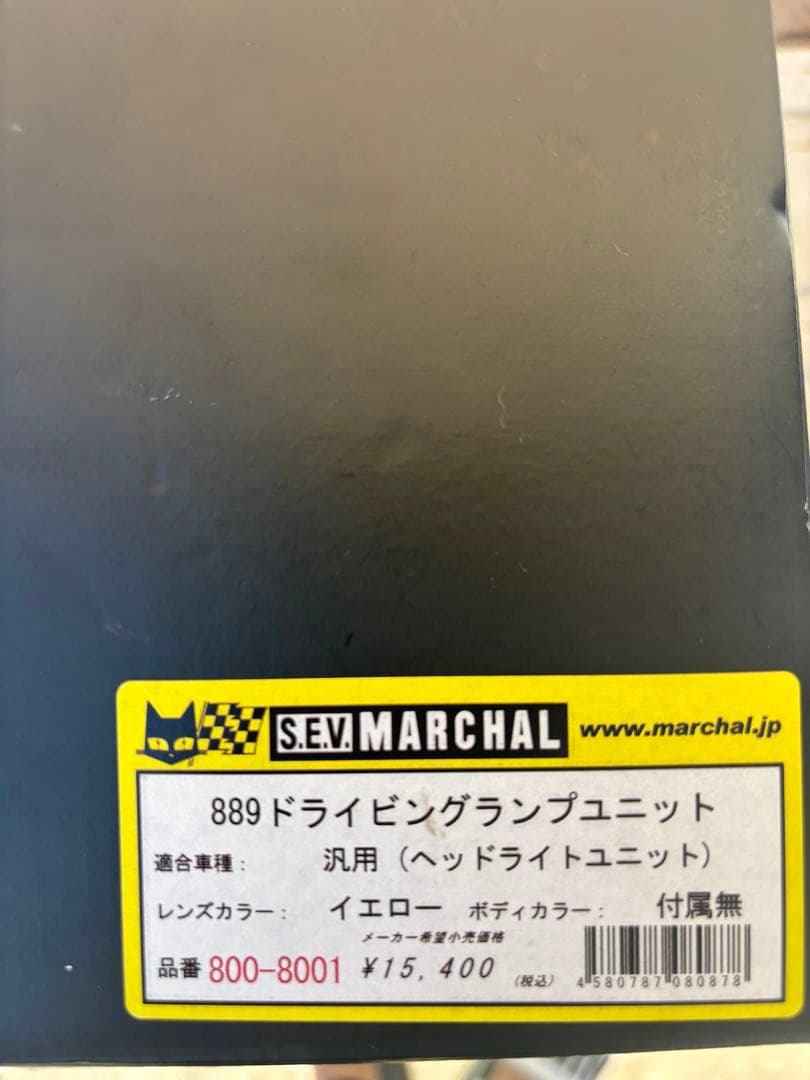 S.E.V. MARCHAL www.marchal.jp
889ドライビングランプユニット
適合車種： 汎用（ヘッドライトユニット）
レンズカラー： イエロー ボディカラー： 付属無
メーカー希望小売価格
品番 800-8001 ¥15,400 (税込)
4 580787 080878